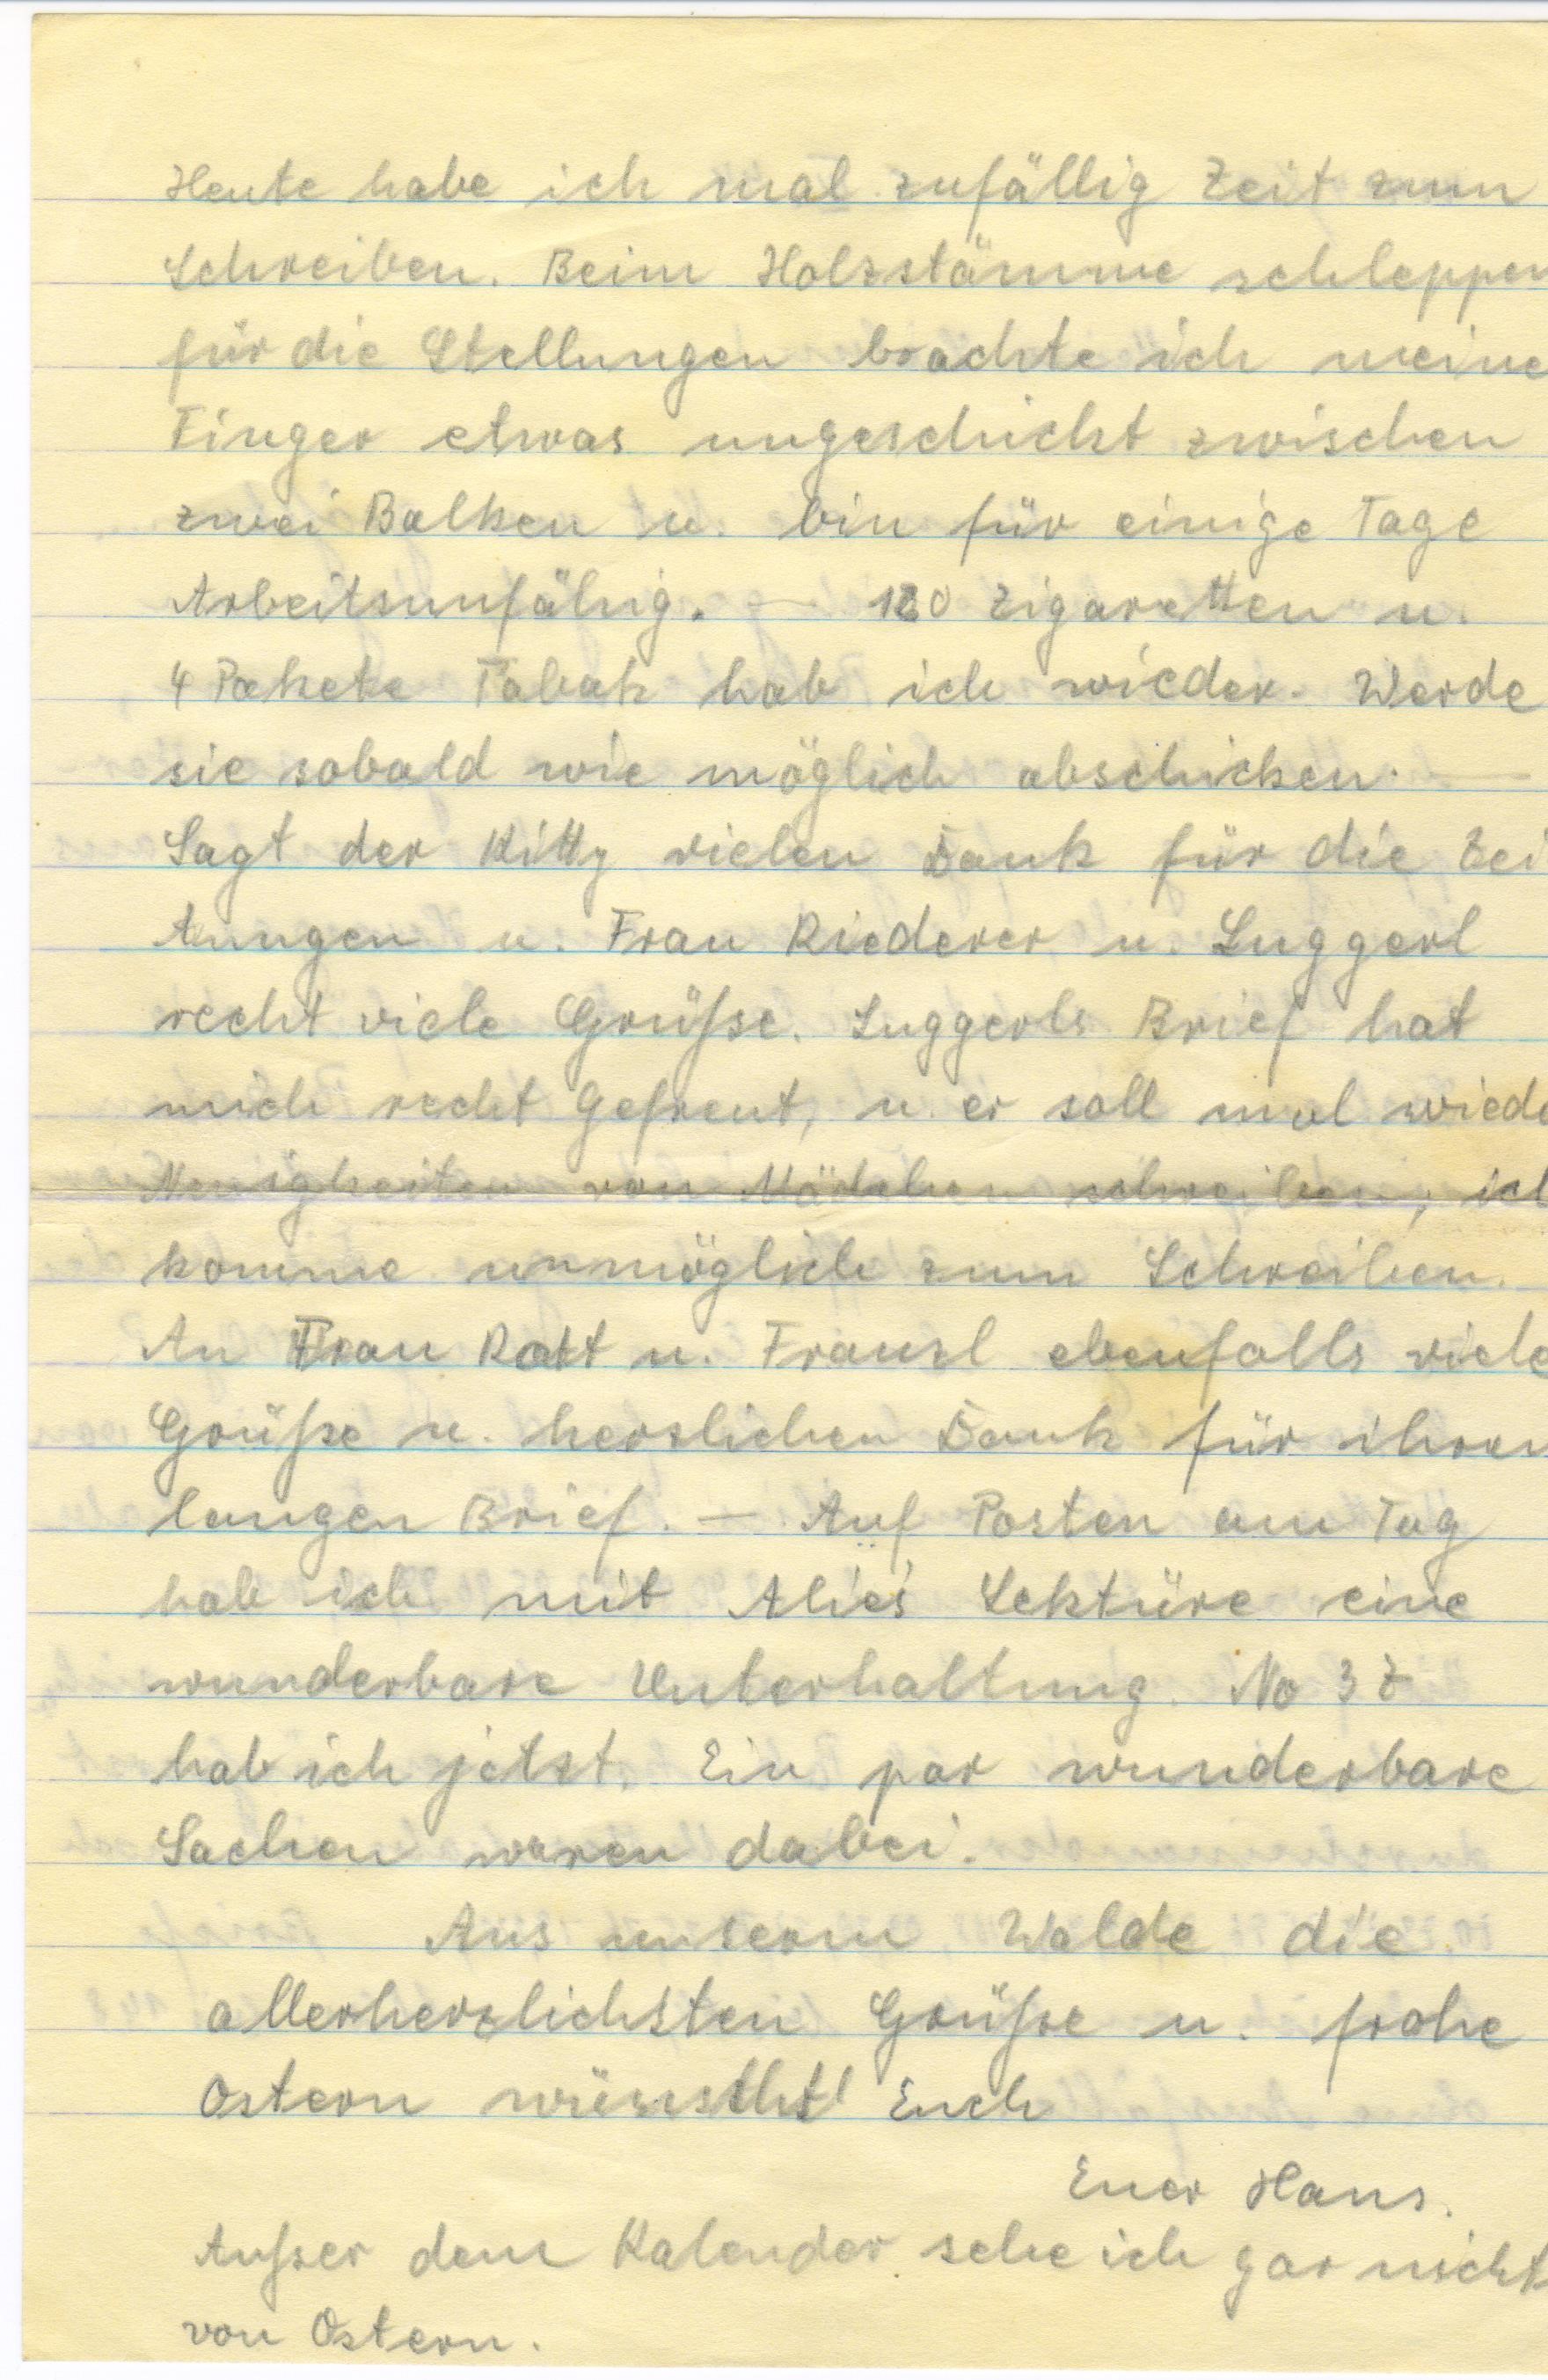 Heute habe ich mal zufällig Zeit zum
Schreiben. Beim Holzstämme schleppen
für die Stellungen brachte ich meine
Finger etwas ungeschickt zwischen
zwei Balken u. bin für einige Tage
Arbeitsunfähig. — 120 Zigaretten u.
4 Pakete Tabak hab ich wieder. Werde
sie sobald wie möglich abschicken. —
Sagt der Kitty vielen Dank für die Zei
tungen u. Frau Riederer u. Luggerl
recht viele Grüße. Luggerls Brief hat
mich recht gefreut, u. er soll mal wiede
Neuigkeiten von Mädchen schreiben, ich
komme unmöglich zum Schreiben.
An Frau Ratt u. Franzl ebenfalls viele
Grüße u. herzlichen Dank für ihren
langen Brief. — Auf Posten am Tag
hab ich mit Alies Lektüre eine
wunderbare Unterhaltung. No 37
hab ich jetzt. Ein par wunderbare
Sachen waren dabei.
Aus unserm Walde die
allerherzlichsten Grüße u. frohe
Ostern wünscht Euch
Euer Hans.
Außer dem Kalender sehe ich gar nichts
von Ostern.